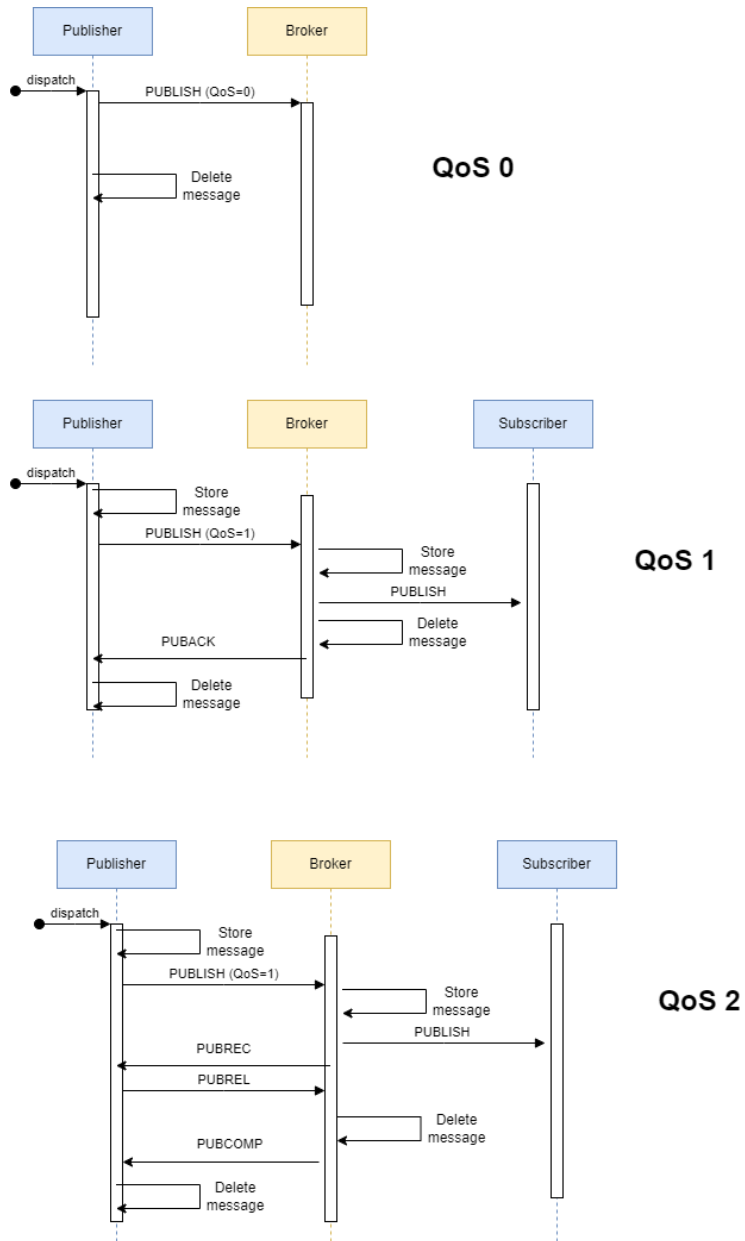 Publisher
Broker
dispatch
PUBLISH (QoS=0)
QoS 0
Delete
message
Publisher
Broker
Subscriber
dispatch
Store
message
PUBLISH (QoS=1)
QoS 1
Store
message
PUBLISH
Delete
message
PUBACK
Delete
message
Publisher
Broker
Subscriber
dispatch
Store
message
PUBLISH (QoS=1)
Store
message
QoS 2
PUBLISH
PUBREC
PUBREL
Delete
message
PUBCOMP
Delete
message